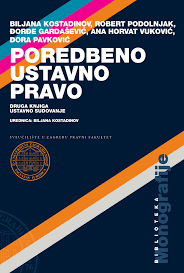 BILJANA KOSTADINOV, ROBERT PODOLNJAK,
ĐORĐE GARDAŠEVIĆ, ANA HORVAT VUKOVIĆ,
DORA PAVKOVIĆ
POREDBENO
USTAVNO
PRAVO
DRUGA KNJIGA
USTAVNO SUDOVANJE
UREDNICA: BILJANA KOSTADINOV
SVEUČILIŠTE U ZAGREBU PRAVNI FAKULTET
BIBLIOTEKA
Monografije